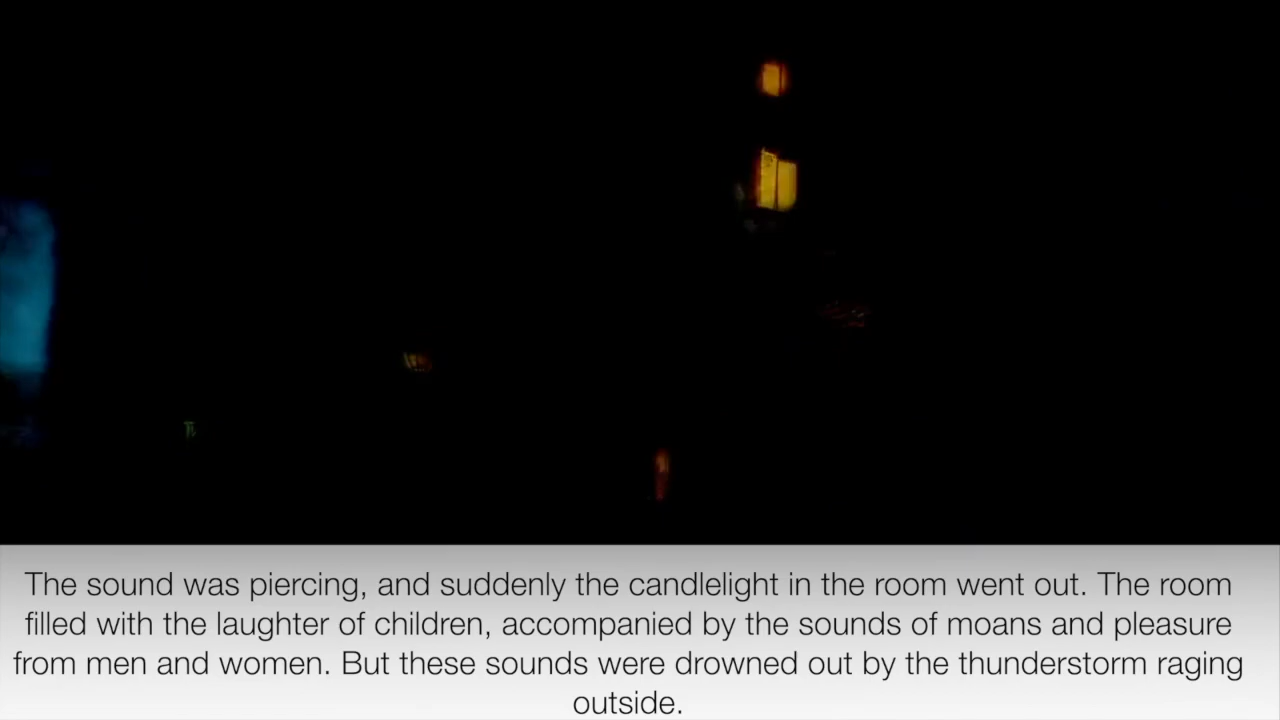 The sound was piercing, and suddenly the candlelight in the room went out. The room
filled with the laughter of children, accompanied by the sounds of moans and pleasure
from men and women. But these sounds were drowned out by the thunderstorm raging
outside.